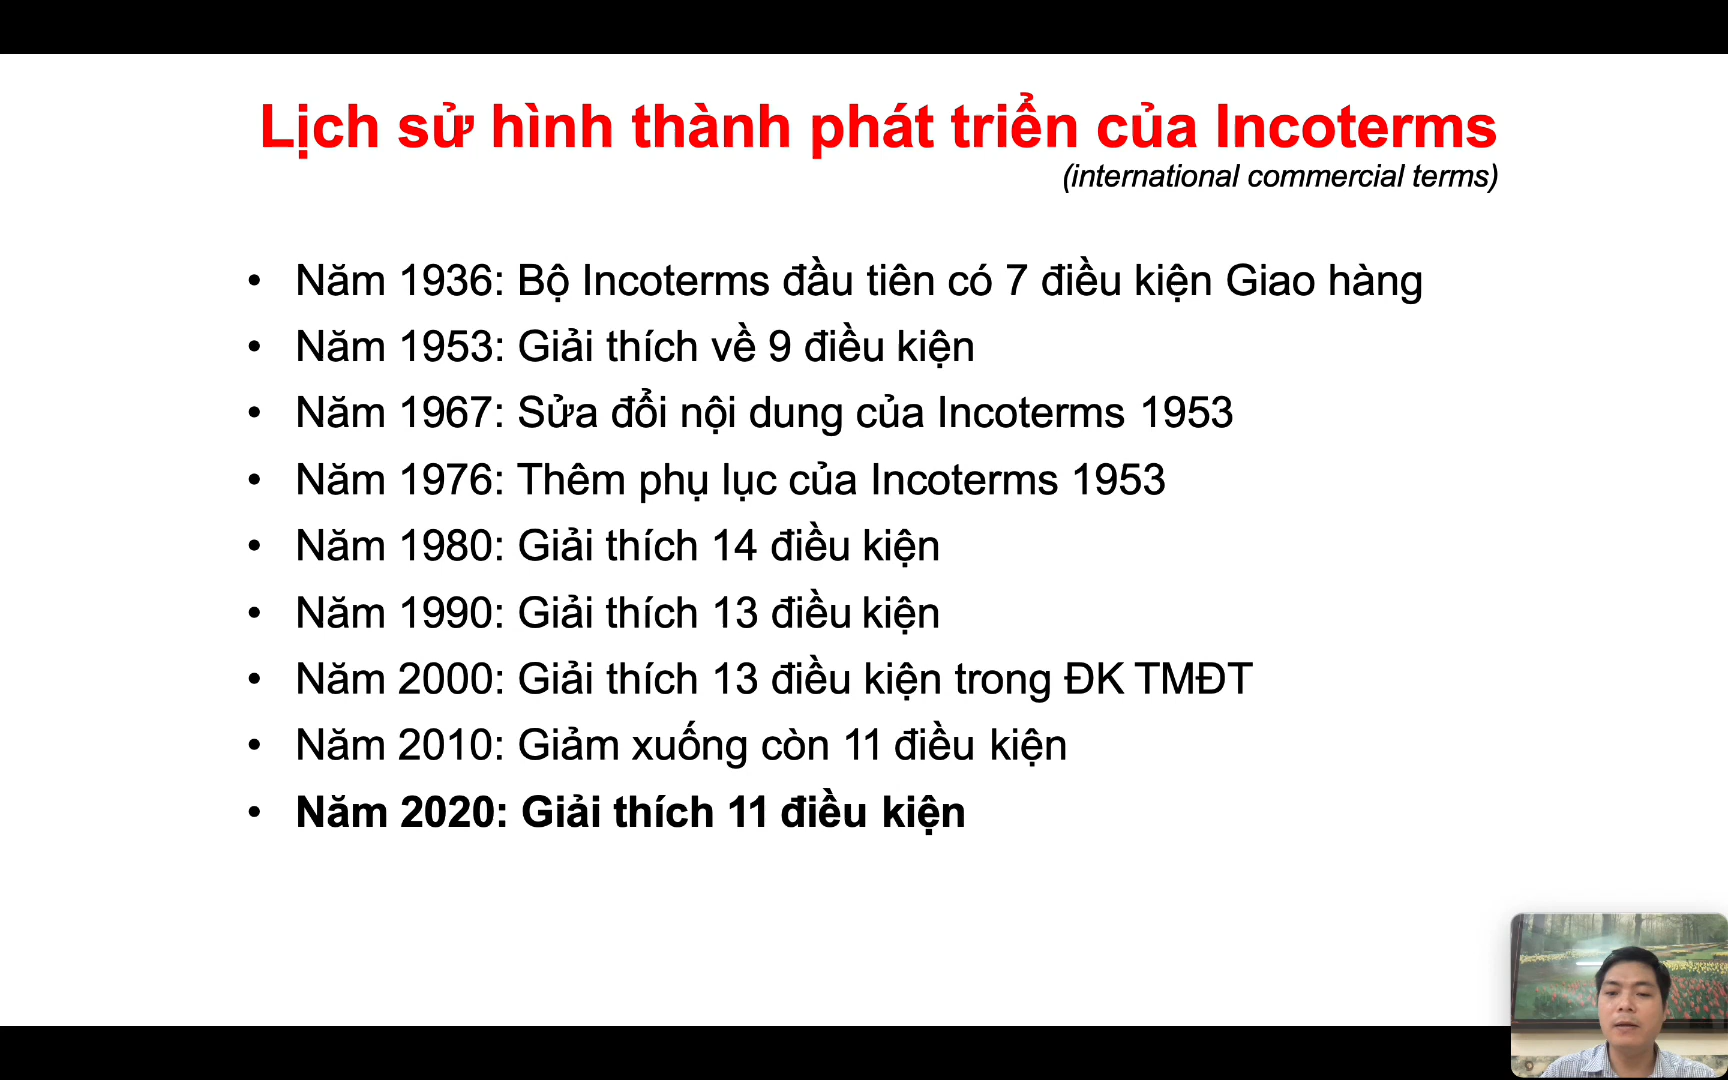 Lịch sử hình thành phát triển của Incoterms
(international commercial terms)
• Năm 1936: Bộ Incoterms đầu tiên có 7 điều kiện Giao hàng
• Năm 1953: Giải thích về 9 điều kiện
• Năm 1967: Sửa đổi nội dung của Incoterms 1953
• Năm 1976: Thêm phụ lục của Incoterms 1953
• Năm 1980: Giải thích 14 điều kiện
• Năm 1990: Giải thích 13 điều kiện
• Năm 2000: Giải thích 13 điều kiện trong ĐK TMĐT
• Năm 2010: Giảm xuống còn 11 điều kiện
• Năm 2020: Giải thích 11 điều kiện